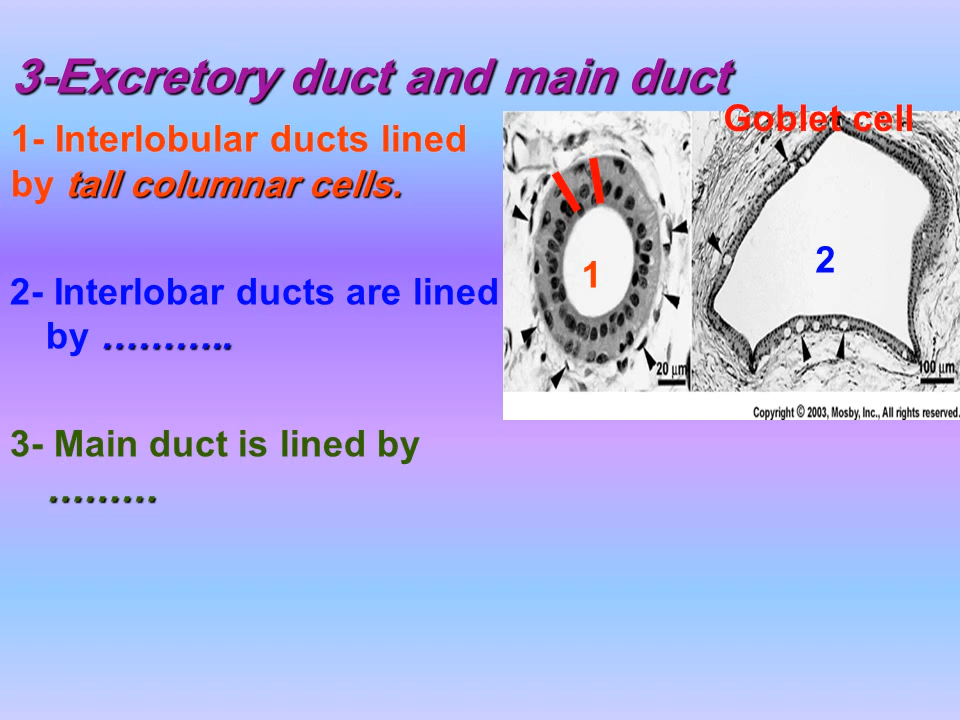 3-Excretory duct and main duct
1- Interlobular ducts lined
by tall columnar cells.
2- Interlobar ducts are lined
by ………..
3- Main duct is lined by
………
Goblet cell
1
2
20 µm
100 µm
Copyright © 2003, Mosby, Inc., All rights reserved.